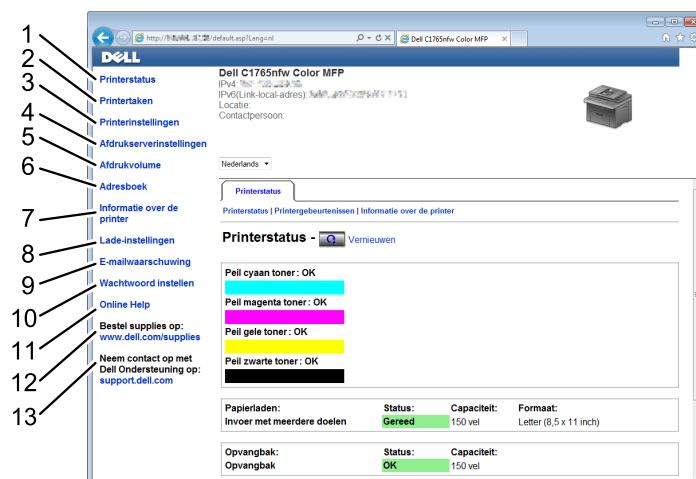 http://
/default.asp?Lang=nl
Dell C1765nfw Color MFP
DELL
1
2
3
4
5
6
7
8
9
10
11
12
13
Printerstatus
Printertaken
Printerinstellingen
Afdrukserverinstellingen
Afdrukvolume
Adresboek
Informatie over de
printer
Lade-instellingen
E-mailwaarschuwing
Wachtwoord instellen
Online Help
Bestel supplies op:
www.dell.com/supplies
Neem contact op met
Dell Ondersteuning op:
support.dell.com
Dell C1765nfw Color MFP
IPv4:
IPv6(Link-local-adres):
Locatie:
Contactpersoon:
Nederlands
Printerstatus
Printerstatus | Printergebeurtenissen | Informatie over de printer
Printerstatus - Vernieuwen
Peil cyaan toner: OK
Peil magenta toner: OK
Peil gele toner: OK
Peil zwarte toner: OK
Papierladen: Status: Capaciteit: Formaat:
Invoer met meerdere doelen Gereed 150 vel Letter (8,5 x 11 inch)
Opvangbak: Status: Capaciteit:
Opvangbak OK 150 vel